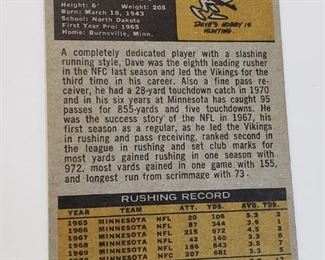 Height: 6' Weight: 205
Born: March 18, 1943
School: North Dakota
First Year Pro: 1965
Home: Burnsville, Minn.
DAVE'S HOBBY IS
HUNTING.
A completely dedicated player with a slashing
running style, Dave was the eighth leading rusher
in the NFC last season and led the Vikings for the
third time in his career. Also a fine pass re-
ceiver, he had a 28-yard touchdown catch in 1970
and in his six years at Minnesota has caught 95
passes for 855-yards and five touchdowns. He
was the success story of the NFL in 1967, his
first season as a regular, as he led the Vikings
in rushing and pass receiving, ranked second in
the league in rushing and set club marks for
most yards gained rushing in one season with
972, most yards gained in one game with 155,
and longest run from scrimmage with 73.
RUSHING RECORD
YEAR TEAM ATT. YDS. AVG. TDS.
1965 MINNESOTA NFL 20 106 5.3 2
1966 MINNESOTA NFL 87 344
1967 MINNESOTA NFL 218 972
1968 MINNESOTA NFL
MINNESOTA NFC 207 681